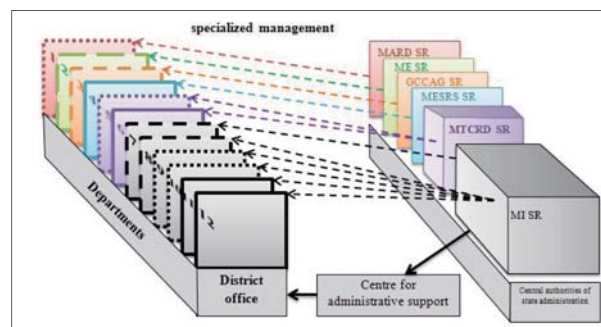 specialized management
MARD SR
ME SR
GCCAG SR
MESRS SR
MTCRD SR
MI SR
Departments
District
office
Centre for
administrative support
Central authorities of
state administration